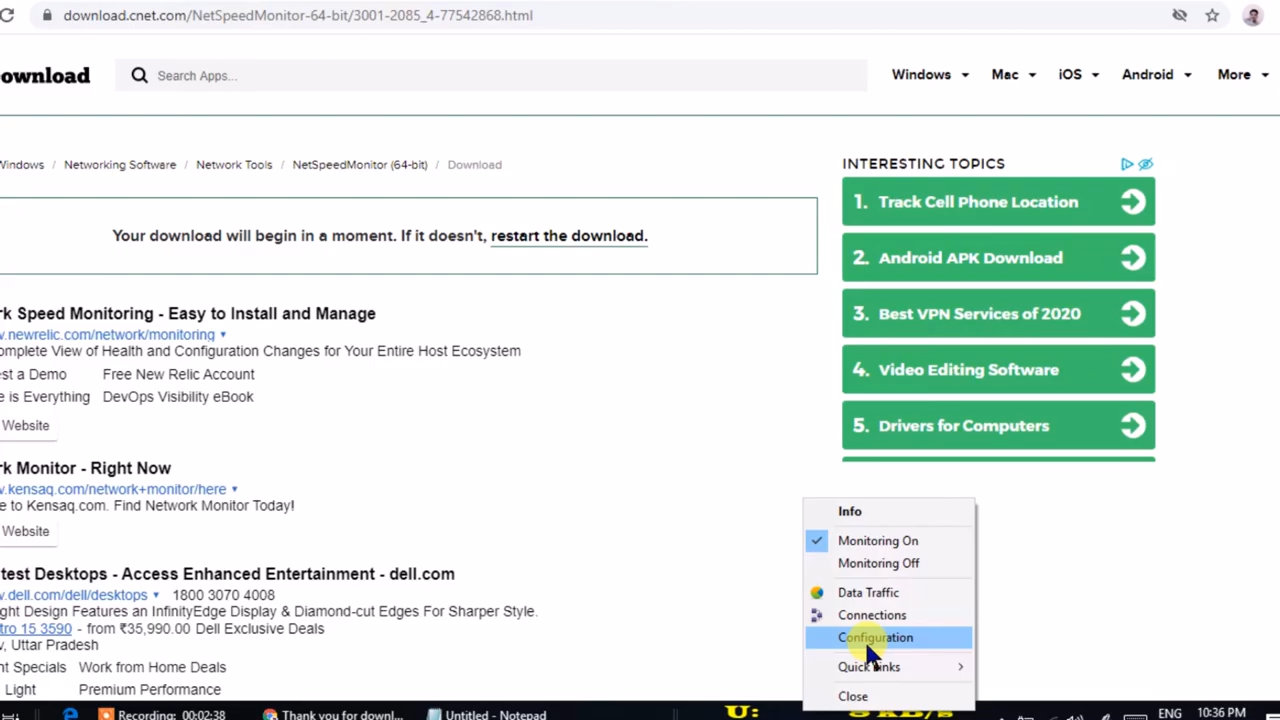 download.cnet.com/NetSpeedMonitor-64-bit/3001-2085_4-77542868.html
ownload
Search Apps...
Windows
Mac
iOS
Android
More
Windows / Networking Software / Network Tools / NetSpeedMonitor (64-bit) / Download
INTERESTING TOPICS
1. Track Cell Phone Location
2. Android APK Download
3. Best VPN Services of 2020
4. Video Editing Software
5. Drivers for Computers
Your download will begin in a moment. If it doesn't, restart the download.
rk Speed Monitoring - Easy to Install and Manage
v.newrelic.com/network/monitoring
omplete View of Health and Configuration Changes for Your Entire Host Ecosystem
est a Demo Free New Relic Account
e is Everything DevOps Visibility eBook
Website
rk Monitor - Right Now
v.kensaq.com/network+monitor/here
e to Kensaq.com. Find Network Monitor Today!
Website
test Desktops - Access Enhanced Entertainment - dell.com
v.dell.com/dell/desktops 1800 3070 4008
ght Design Features an InfinityEdge Display & Diamond-cut Edges For Sharper Style.
tro 15 3590 - from ₹35,990.00 Dell Exclusive Deals
v, Uttar Pradesh
nt Specials Work from Home Deals
Light Premium Performance
Info
Monitoring On
Monitoring Off
Data Traffic
Connections
Configuration
Quick Links
Close
Recording: 00:02:38
Thank you for downl...
Untitled - Notepad
U:
kB/s
ENG
10:36 PM